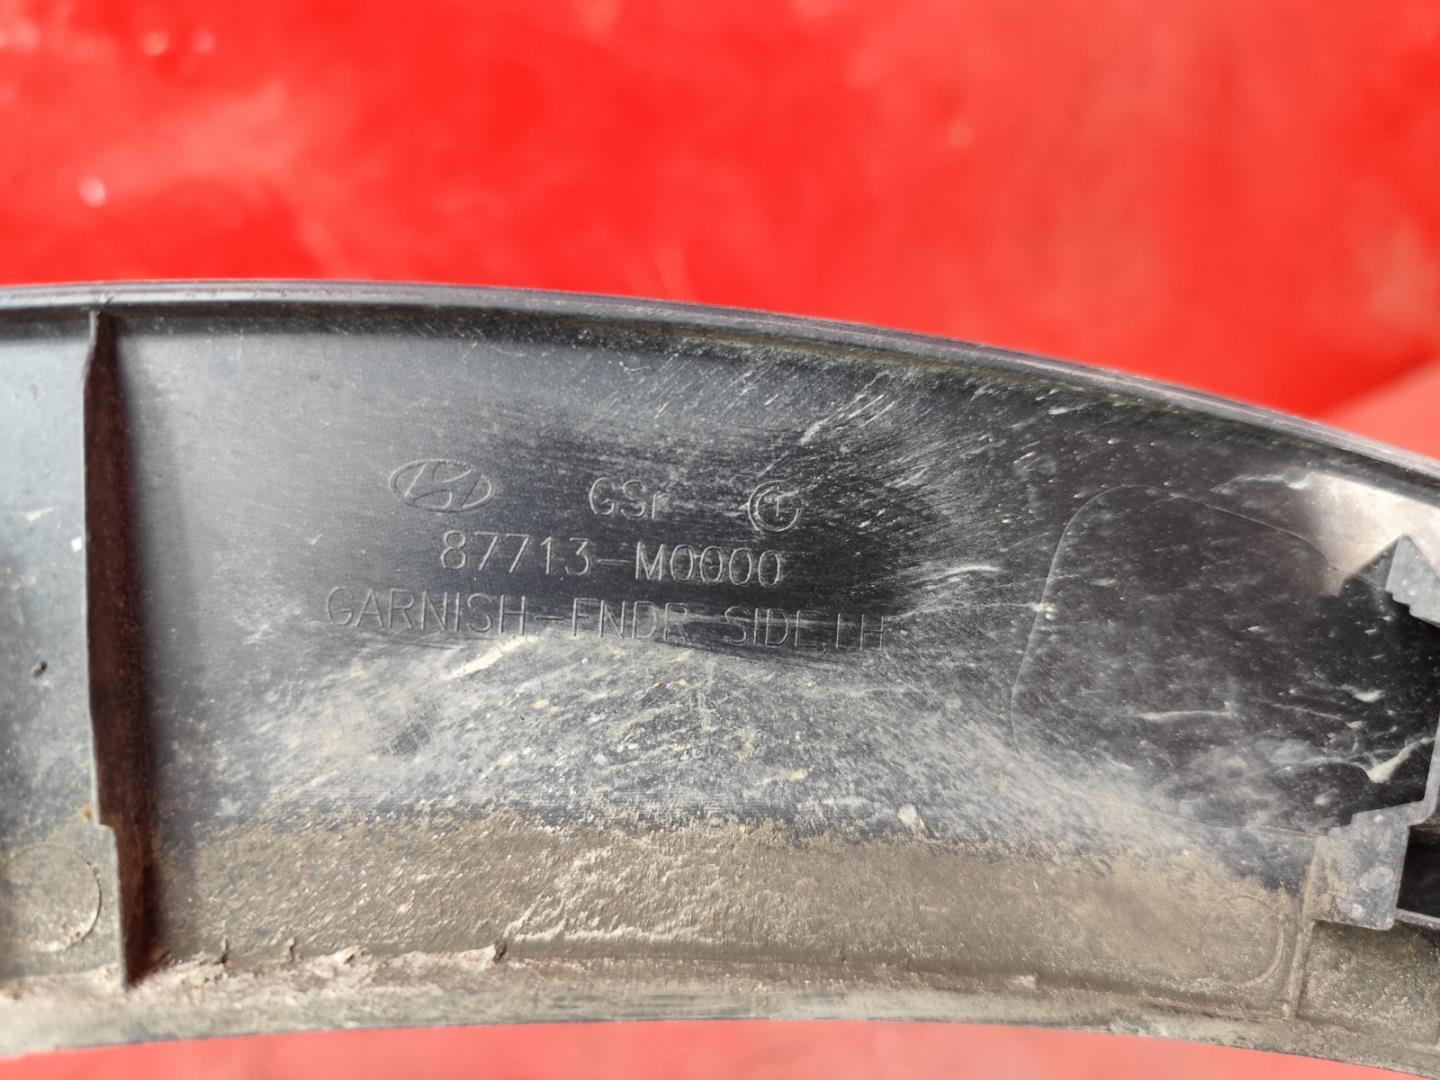 GSr
87713-M0000
GARNISH-FNDR SIDE,LH